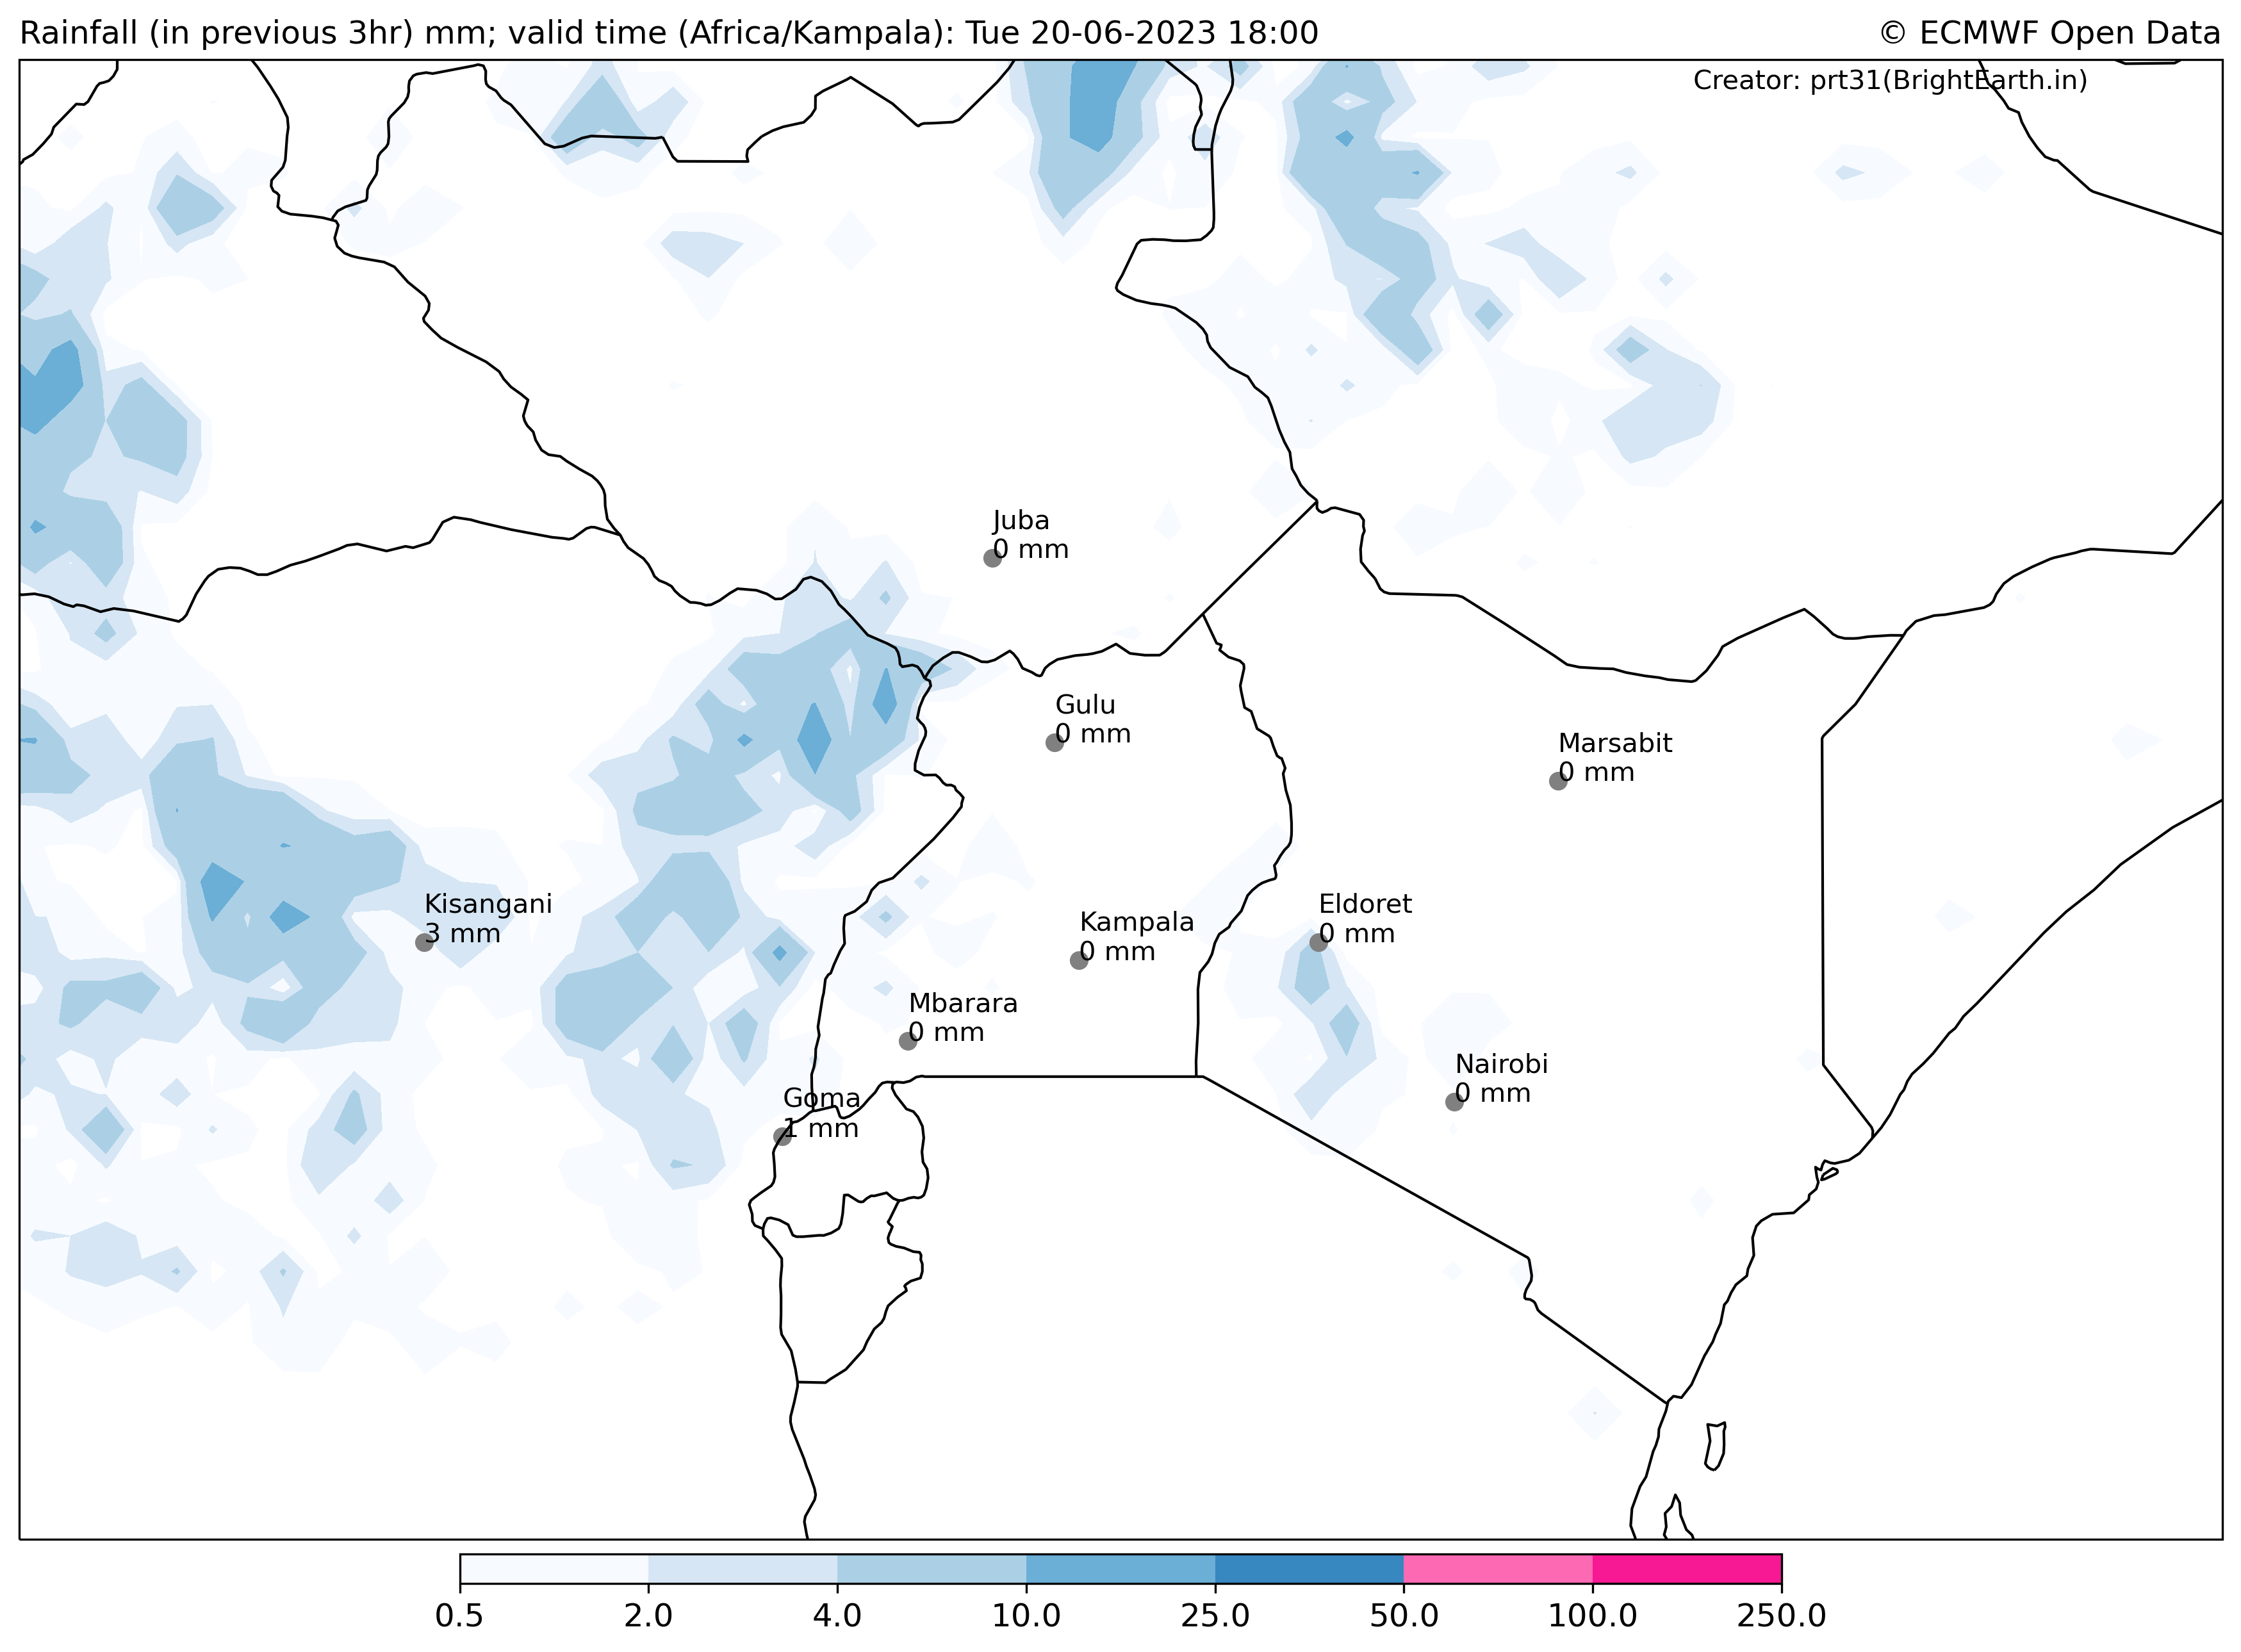 Rainfall (in previous 3hr) mm; valid time (Africa/Kampala): Tue 20-06-2023 18:00
© ECMWF Open Data
Creator: prt31(BrightEarth.in)
Juba
0 mm
Gulu
0 mm
Marsabit
0 mm
Kisangani
3 mm
Eldoret
0 mm
Kampala
0 mm
Mbarara
0 mm
Nairobi
0 mm
Goma
1 mm
0.5 2.0 4.0 10.0 25.0 50.0 100.0 250.0